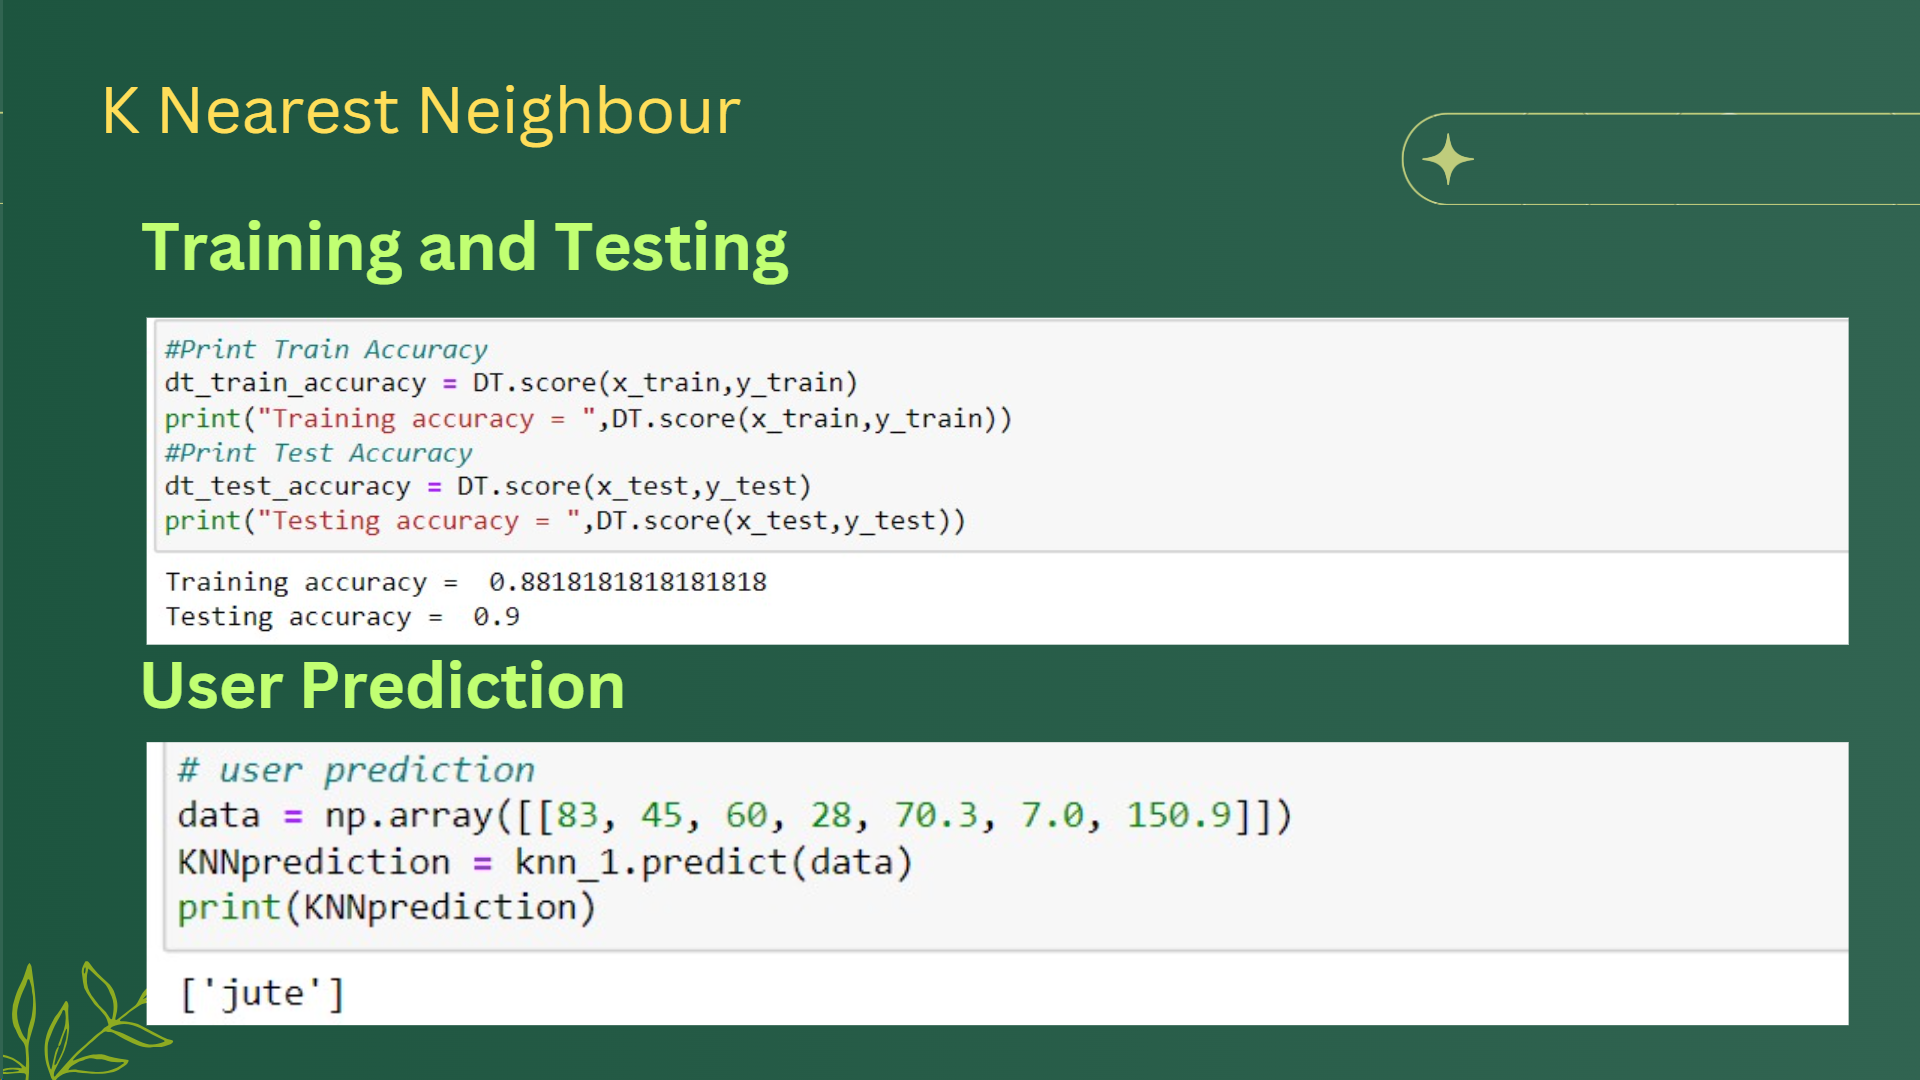 K Nearest Neighbour
Training and Testing
#Print Train Accuracy
dt_train_accuracy = DT.score(x_train,y_train)
print("Training accuracy = ",DT.score(x_train,y_train))
#Print Test Accuracy
dt_test_accuracy = DT.score(x_test,y_test)
print("Testing accuracy = ",DT.score(x_test,y_test))
Training accuracy =  0.8818181818181818
Testing accuracy =  0.9
User Prediction
# user prediction
data = np.array([[83, 45, 60, 28, 70.3, 7.0, 150.9]])
KNNprediction = knn_1.predict(data)
print(KNNprediction)
['jute']